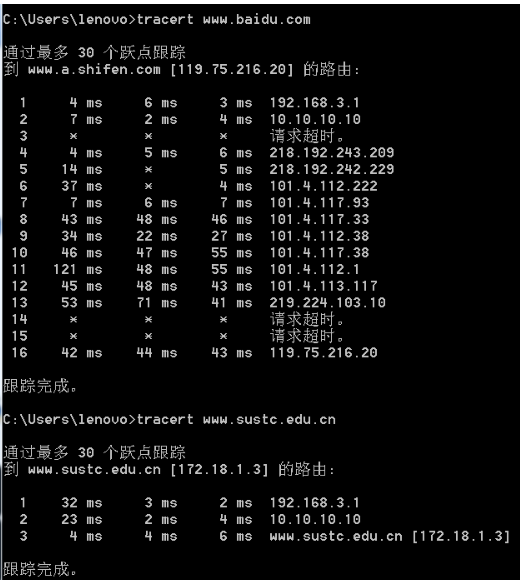 C:\Users\lenovo>tracert www.baidu.com
通过最多 30 个跃点跟踪
到 www.a.shifen.com [119.75.216.20] 的路由:
1 4 ms 6 ms 3 ms 192.168.3.1
2 7 ms 2 ms 4 ms 10.10.10.10
3 * * * 请求超时。
4 4 ms 5 ms 6 ms 218.192.243.209
5 14 ms * 5 ms 218.192.242.229
6 37 ms * 4 ms 101.4.112.222
7 7 ms 6 ms 7 ms 101.4.117.93
8 43 ms 48 ms 46 ms 101.4.117.33
9 34 ms 22 ms 27 ms 101.4.112.38
10 46 ms 47 ms 55 ms 101.4.117.38
11 121 ms 48 ms 55 ms 101.4.112.1
12 45 ms 48 ms 43 ms 101.4.113.117
13 53 ms 71 ms 41 ms 219.224.103.10
14 * * * 请求超时。
15 * * * 请求超时。
16 42 ms 44 ms 43 ms 119.75.216.20
跟踪完成。
C:\Users\lenovo>tracert www.sustc.edu.cn
通过最多 30 个跃点跟踪
到 www.sustc.edu.cn [172.18.1.3] 的路由:
1 32 ms 3 ms 2 ms 192.168.3.1
2 23 ms 2 ms 4 ms 10.10.10.10
3 4 ms 4 ms 6 ms www.sustc.edu.cn [172.18.1.3]
跟踪完成。